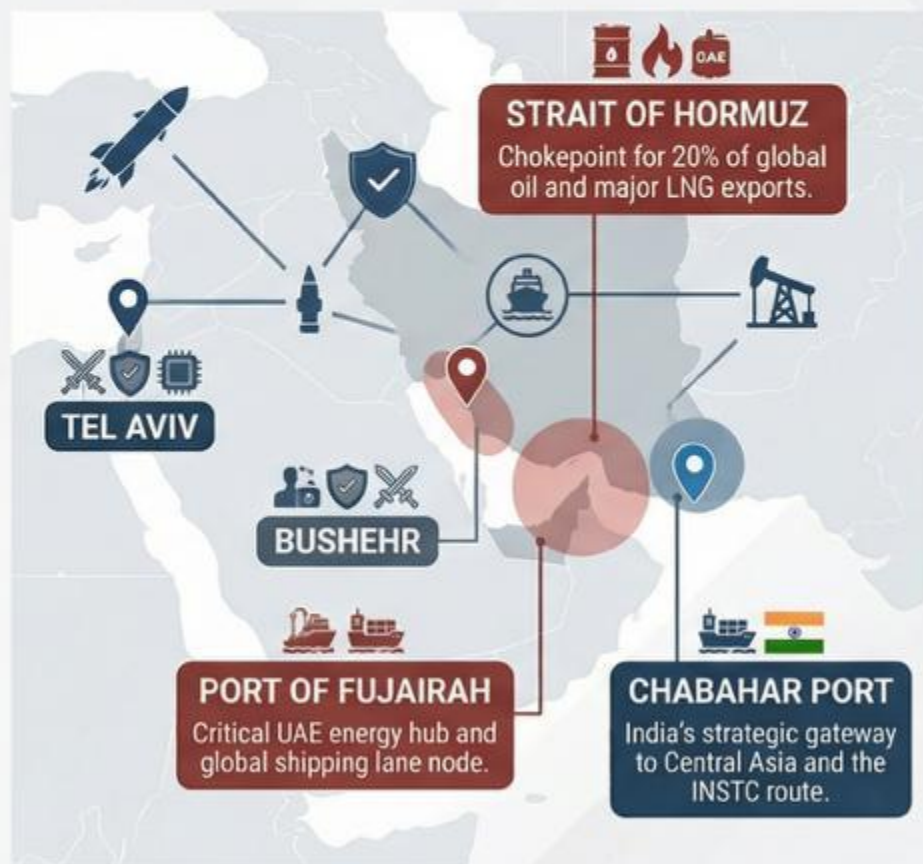 CAE
STRAIT OF HORMUZ
Chokepoint for 20% of global
oil and major LNG exports.
TEL AVIV
BUSHEHR
PORT OF FUJAIRAH
Critical UAE energy hub and
global shipping lane node.
CHABAHAR PORT
India's strategic gateway
to Central Asia and the
INSTC route.